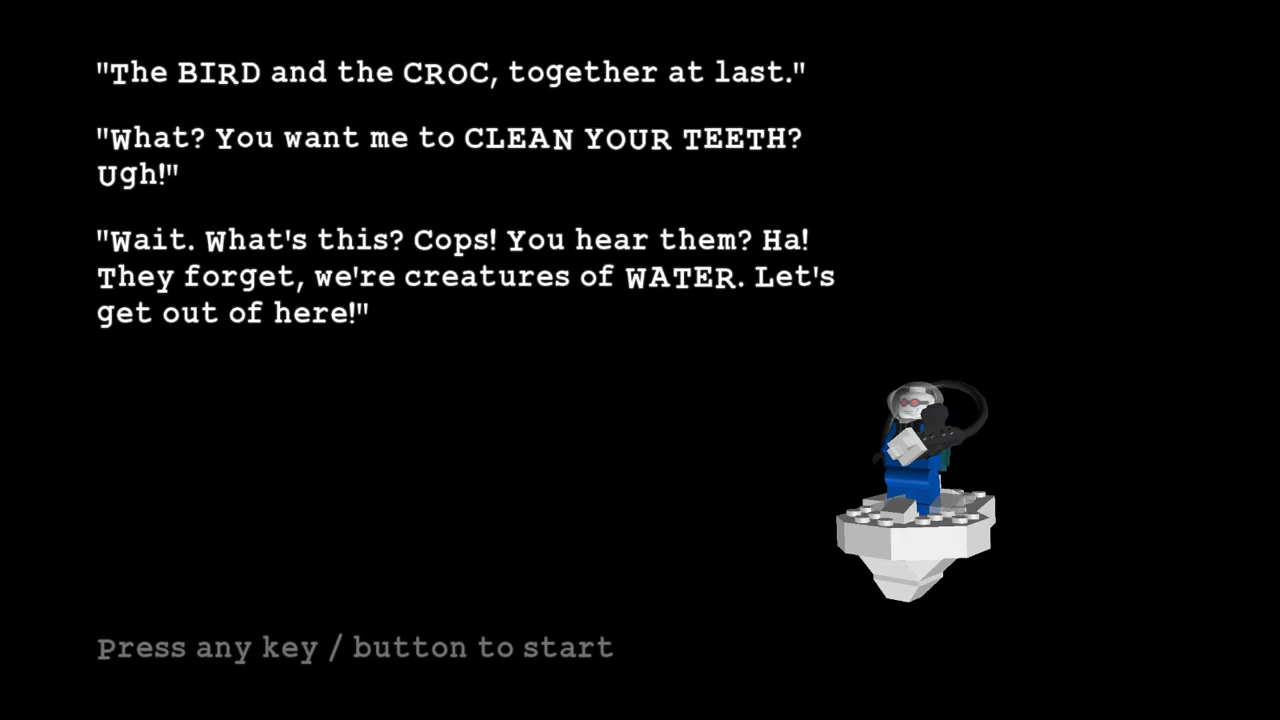 "The BIRD and the CROC, together at last."
"What? You want me to CLEAN YOUR TEETH?
Ugh!"
"Wait. What's this? Cops! You hear them? Ha!
They forget, we're creatures of WATER. Let's
get out of here!"
Press any key / button to start